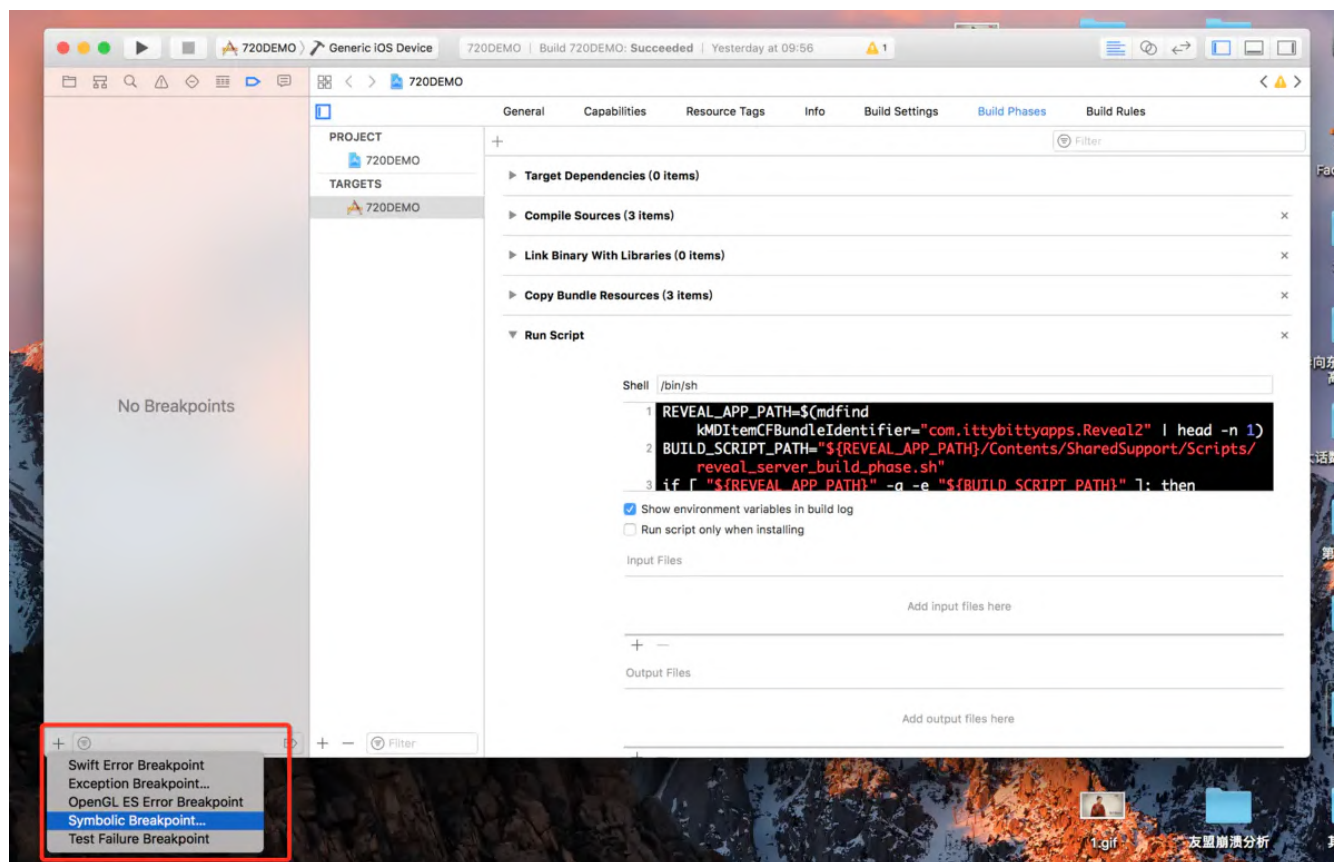 720DEMO
Generic iOS Device
720DEMO | Build 720DEMO: Succeeded | Yesterday at 09:56
1
720DEMO
General Capabilities Resource Tags Info Build Settings Build Phases Build Rules
PROJECT
720DEMO
TARGETS
720DEMO
Filter
Target Dependencies (0 items)
Compile Sources (3 items)
Link Binary With Libraries (0 items)
Copy Bundle Resources (3 items)
Run Script
Shell /bin/sh
1 REVEAL_APP_PATH=$(mdfind
kMDItemCFBundleIdentifier="com.ittybittyapps.Reveal2" | head -n 1)
2 BUILD_SCRIPT_PATH="${REVEAL_APP_PATH}/Contents/SharedSupport/Scripts/
reveal_server_build_phase.sh"
3 if [ "${REVEAL_APP_PATH}" -a -e "${BUILD_SCRIPT_PATH}" ]; then
Show environment variables in build log
Run script only when installing
Input Files
Add input files here
Output Files
Add output files here
No Breakpoints
Filter
Swift Error Breakpoint
Exception Breakpoint...
OpenGL ES Error Breakpoint
Symbolic Breakpoint...
Test Failure Breakpoint
1.gif
友盟崩溃分析